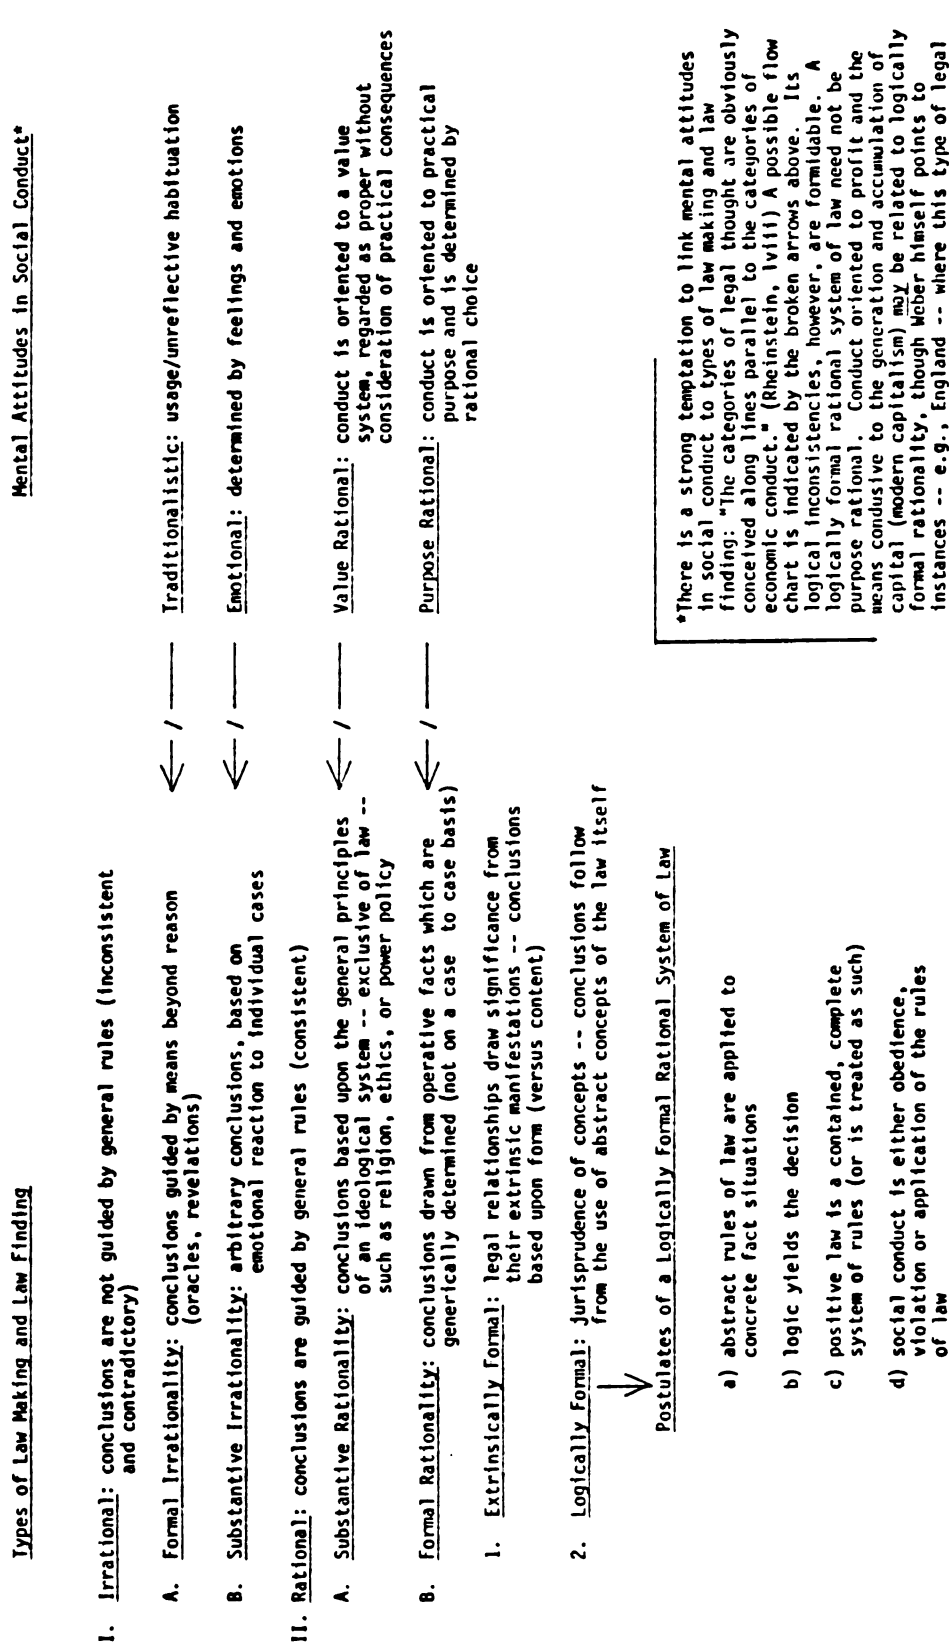 Types of Law Making and Law Finding
Mental Attitudes in Social Conduct*
I. Irrational: conclusions are not guided by general rules (inconsistent
and contradictory)
A. Formal Irrationality: conclusions guided by means beyond reason
(oracles, revelations)
<— / —— Traditionalistic: usage/unreflective habituation
B. Substantive Irrationality: arbitrary conclusions, based on
emotional reaction to individual cases
<— / —— Emotional: determined by feelings and emotions
II. Rational: conclusions are guided by general rules (consistent)
A. Substantive Rationality: conclusions based upon the general principles
of an ideological system -- exclusive of law --
such as religion, ethics, or power policy
<— / —— Value Rational: conduct is oriented to a value
system, regarded as proper without
consideration of practical consequences
B. Formal Rationality: conclusions drawn from operative facts which are
generically determined (not on a case to case basis)
<— / —— Purpose Rational: conduct is oriented to practical
purpose and is determined by
rational choice
1. Extrinsically Formal: legal relationships draw significance from
their extrinsic manifestations -- conclusions
based upon form (versus content)
2. Logically Formal: jurisprudence of concepts -- conclusions follow
from the use of abstract concepts of the law itself
Postulates of a Logically Formal Rational System of Law
a) abstract rules of law are applied to
concrete fact situations
b) logic yields the decision
c) positive law is a contained, complete
system of rules (or is treated as such)
d) social conduct is either obedience,
violation or application of the rules
of law
*There is a strong temptation to link mental attitudes
in social conduct to types of law making and law
finding: "The categories of legal thought are obviously
conceived along lines parallel to the categories of
economic conduct." (Rheinstein, lviii) A possible flow
chart is indicated by the broken arrows above. Its
logical inconsistencies, however, are formidable. A
logically formal rational system of law need not be
purpose rational. Conduct oriented to profit and the
means condusive to the generation and accumulation of
capital (modern capitalism) may be related to logically
formal rationality, though Weber himself points to
instances -- e.g., England -- where this type of legal